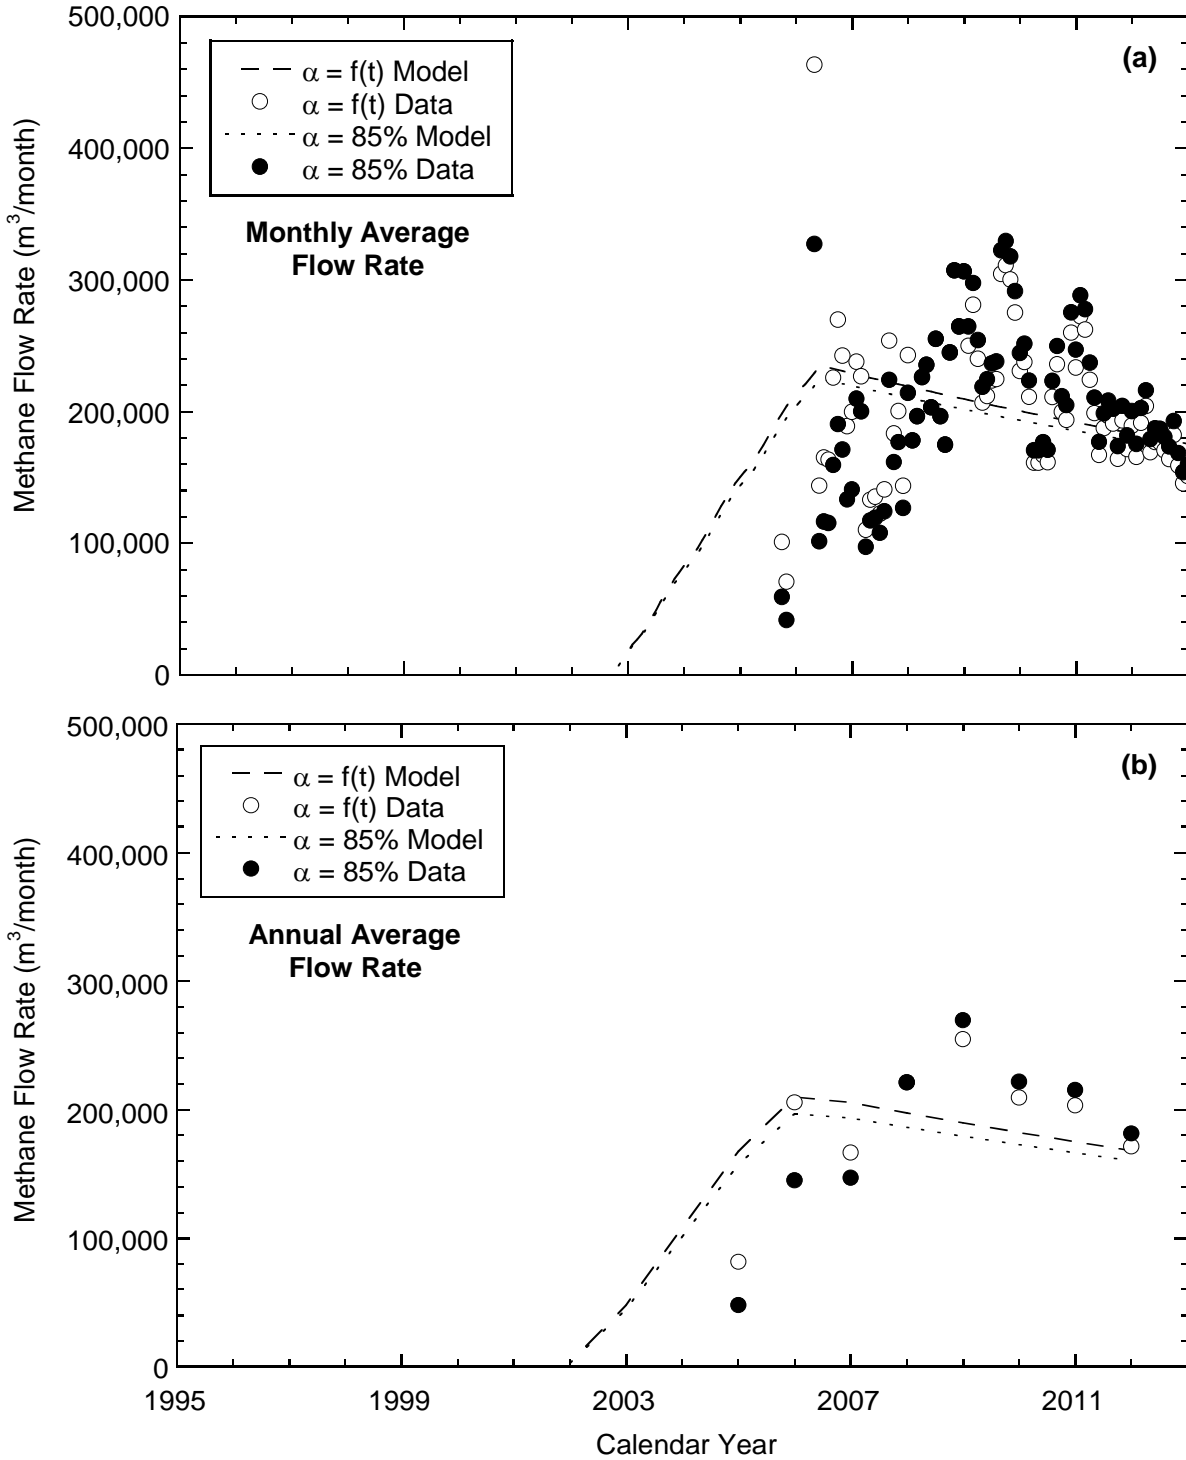 500,000
(a)
α = f(t) Model
α = f(t) Data
α = 85% Model
α = 85% Data
400,000
Monthly Average
Flow Rate
300,000
200,000
100,000
0
Methane Flow Rate (m³/month)
500,000
(b)
α = f(t) Model
α = f(t) Data
α = 85% Model
α = 85% Data
400,000
Annual Average
Flow Rate
300,000
200,000
100,000
0
Methane Flow Rate (m³/month)
1995 1999 2003 2007 2011
Calendar Year